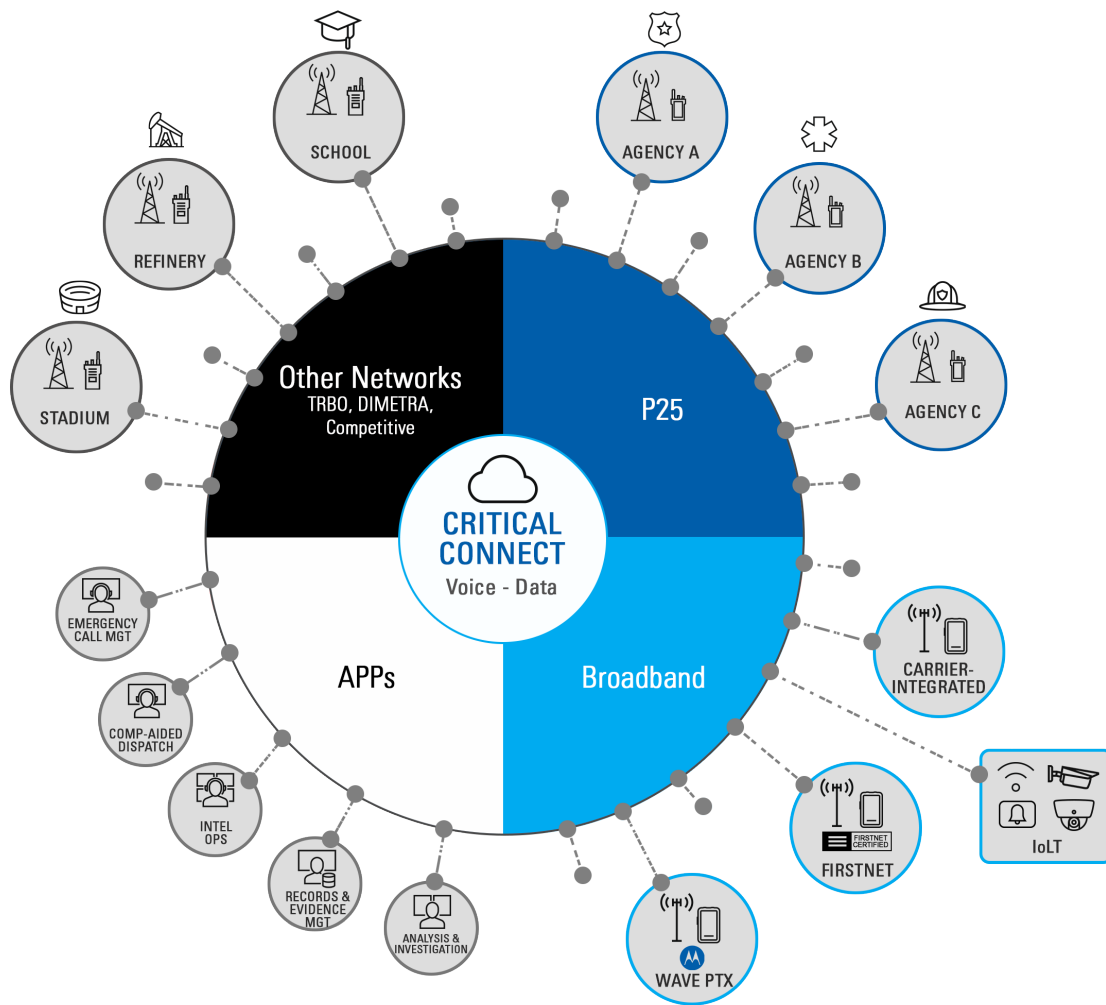 SCHOOL
AGENCY A
REFINERY
AGENCY B
STADIUM
AGENCY C
Other Networks
TRBO, DIMETRA,
Competitive
P25
CRITICAL
CONNECT
Voice - Data
APPs
Broadband
EMERGENCY
CALL MGT
COMP-AIDED
DISPATCH
INTEL
OPS
RECORDS &
EVIDENCE
MGT
ANALYSIS &
INVESTIGATION
CARRIER-
INTEGRATED
IoLT
FIRSTNET
CERTIFIED
FIRSTNET
WAVE PTX